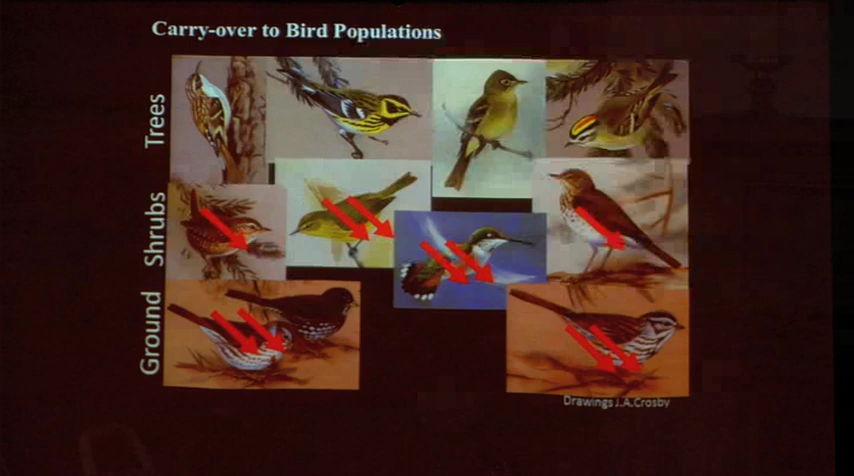 Carry-over to Bird Populations
Trees
Shrubs
Ground
Drawings J.A.Crosby